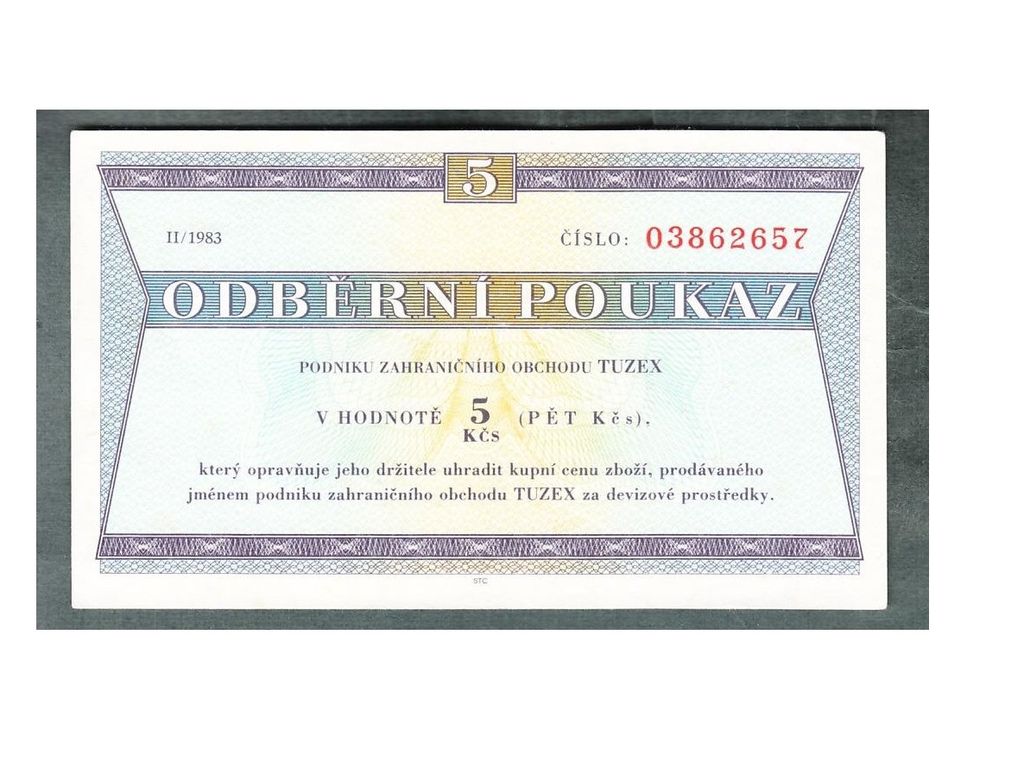 5
II/1983 ČÍSLO: 03862657
ODBĚRNÍ POUKAZ
PODNIKU ZAHRANIČNÍHO OBCHODU TUZEX
V HODNOTĚ 5 (PĚT Kčs),
Kčs
který opravňuje jeho držitele uhradit kupní cenu zboží, prodávaného
jménem podniku zahraničního obchodu TUZEX za devizové prostředky.
STC